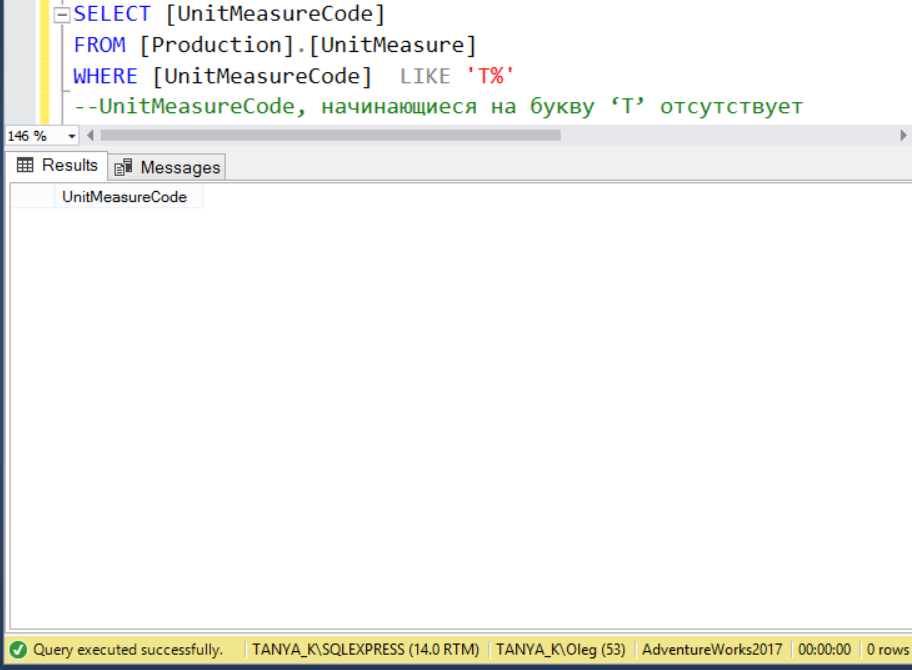 SELECT [UnitMeasureCode]
FROM [Production].[UnitMeasure]
WHERE [UnitMeasureCode]  LIKE 'T%'
--UnitMeasureCode, начинающиеся на букву ‘Т’ отсутствует
146 %
Results Messages
UnitMeasureCode
Query executed successfully. TANYA_K\SQLEXPRESS (14.0 RTM) TANYA_K\Oleg (53) AdventureWorks2017 00:00:00 0 rows